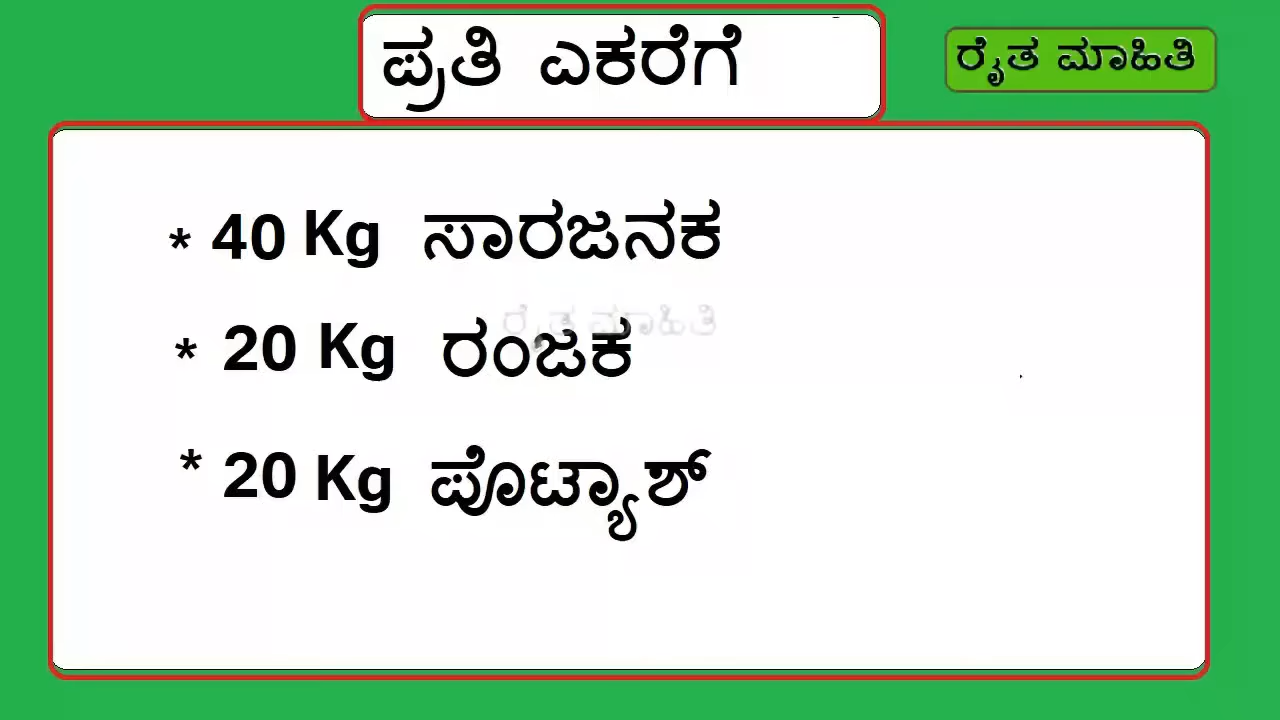 ಪ್ರತಿ ಎಕರೆಗೆ
ರೈತ ಮಾಹಿತಿ
* 40 Kg ಸಾರಜನಕ
ರೈತ ಮಾಹಿತಿ
* 20 Kg ರಂಜಕ
* 20 Kg ಪೊಟ್ಯಾಶ್